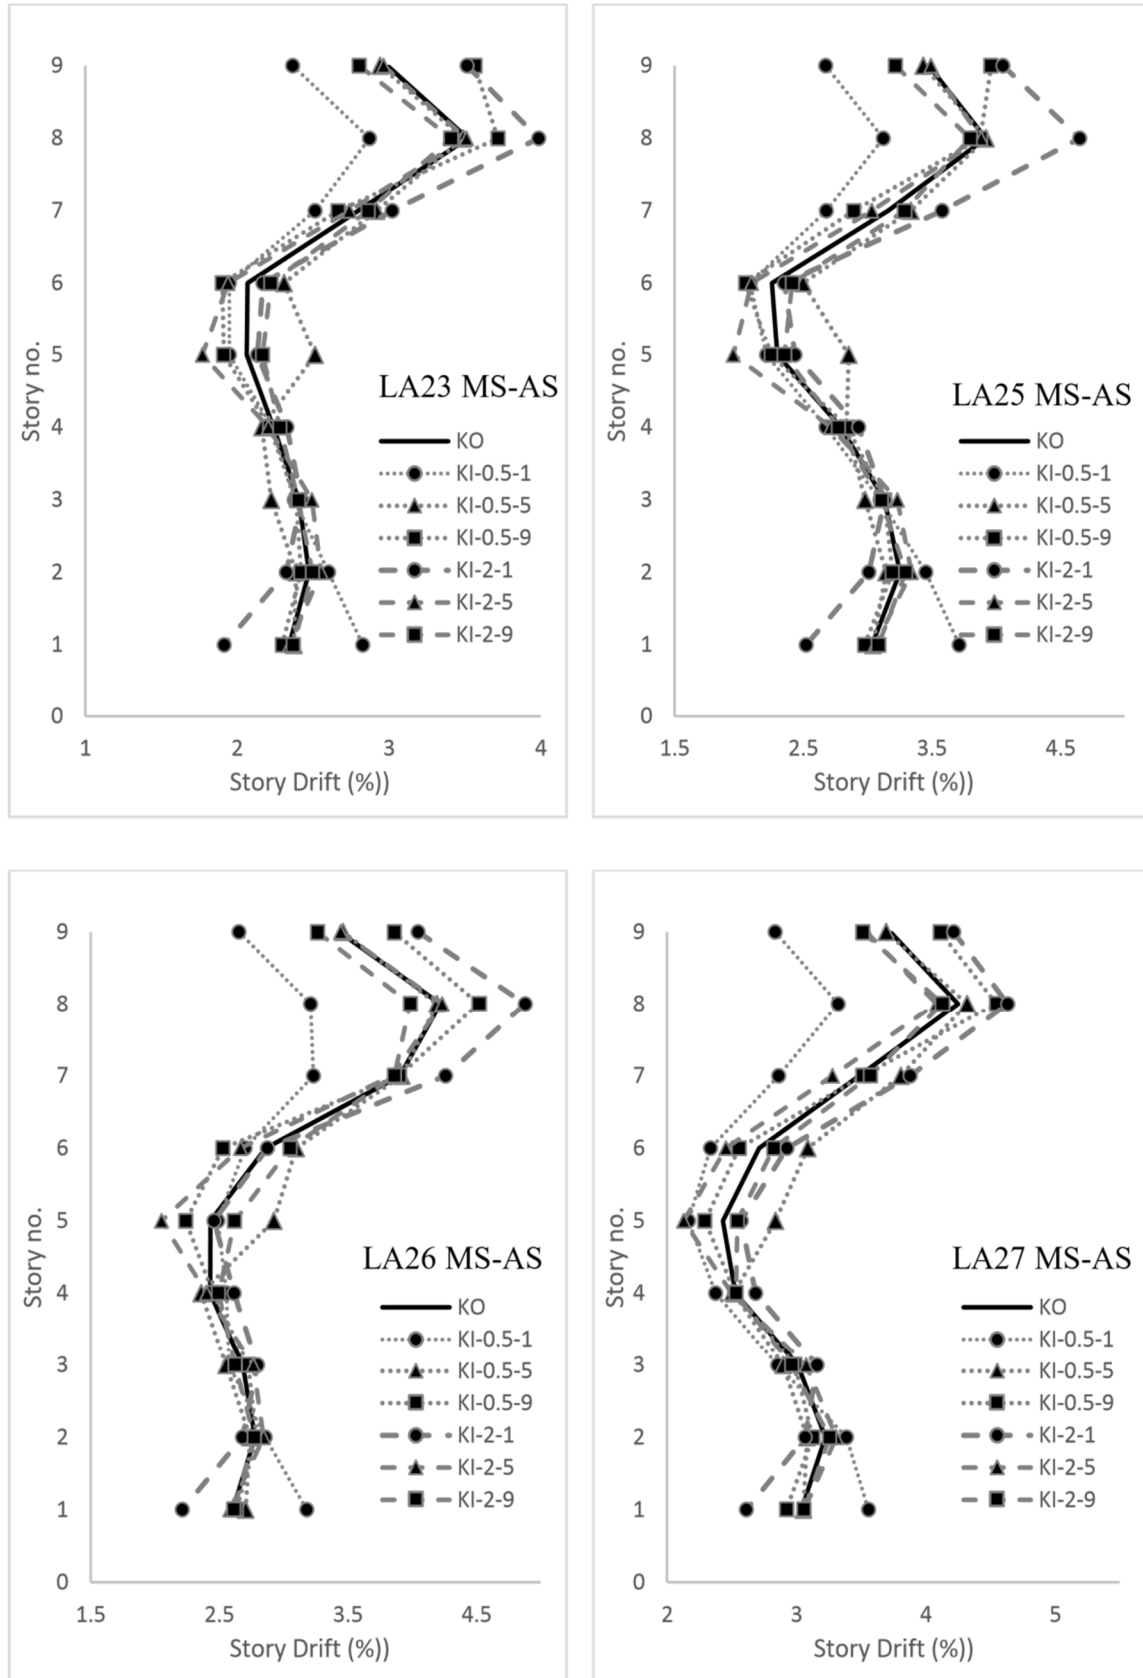 9
8
7
6
5
4
3
2
1
0
Story no.
1
2
3
4
Story Drift (%))
LA23 MS-AS
KO
KI-0.5-1
KI-0.5-5
KI-0.5-9
KI-2-1
KI-2-5
KI-2-9
9
8
7
6
5
4
3
2
1
0
Story no.
1.5
2.5
3.5
4.5
Story Drift (%))
LA25 MS-AS
KO
KI-0.5-1
KI-0.5-5
KI-0.5-9
KI-2-1
KI-2-5
KI-2-9
9
8
7
6
5
4
3
2
1
0
Story no.
1.5
2.5
3.5
4.5
Story Drift (%))
LA26 MS-AS
KO
KI-0.5-1
KI-0.5-5
KI-0.5-9
KI-2-1
KI-2-5
KI-2-9
9
8
7
6
5
4
3
2
1
0
Story no.
2
3
4
5
Story Drift (%))
LA27 MS-AS
KO
KI-0.5-1
KI-0.5-5
KI-0.5-9
KI-2-1
KI-2-5
KI-2-9